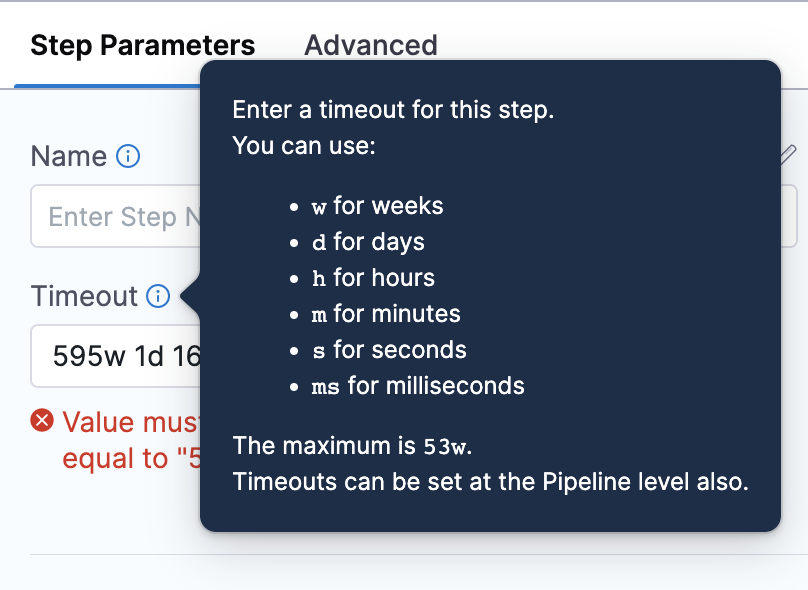 Step Parameters Advanced
Enter a timeout for this step.
You can use:
Name
Enter Step N
• w for weeks
• d for days
• h for hours
• m for minutes
• s for seconds
• ms for milliseconds
Timeout
595w 1d 16
Value must
equal to "5
The maximum is 53w.
Timeouts can be set at the Pipeline level also.